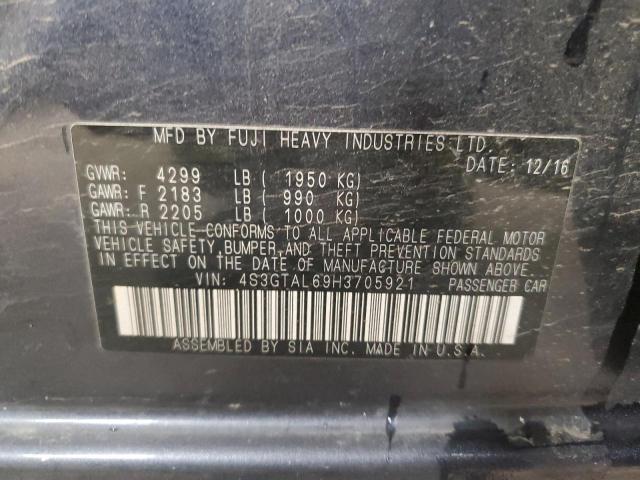 MFD BY FUJI HEAVY INDUSTRIES LTD.
DATE: 12/16
GVWR: 4299 LB ( 1950 KG)
GAWR: F 2183 LB ( 990 KG)
GAWR: R 2205 LB ( 1000 KG)
THIS VEHICLE CONFORMS TO ALL APPLICABLE FEDERAL MOTOR
VEHICLE SAFETY, BUMPER, AND THEFT PREVENTION STANDARDS
IN EFFECT ON THE DATE OF MANUFACTURE SHOWN ABOVE.
VIN: 4S3GTAL69H3705921 PASSENGER CAR
ASSEMBLED BY SIA INC. MADE IN U.S.A.